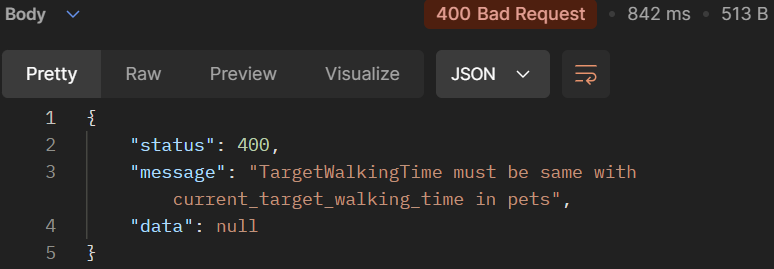 Body 400 Bad Request • 842 ms • 513 B
Pretty Raw Preview Visualize JSON
1 {
2 "status": 400,
3 "message": "TargetWalkingTime must be same with
current_target_walking_time in pets",
4 "data": null
5 }